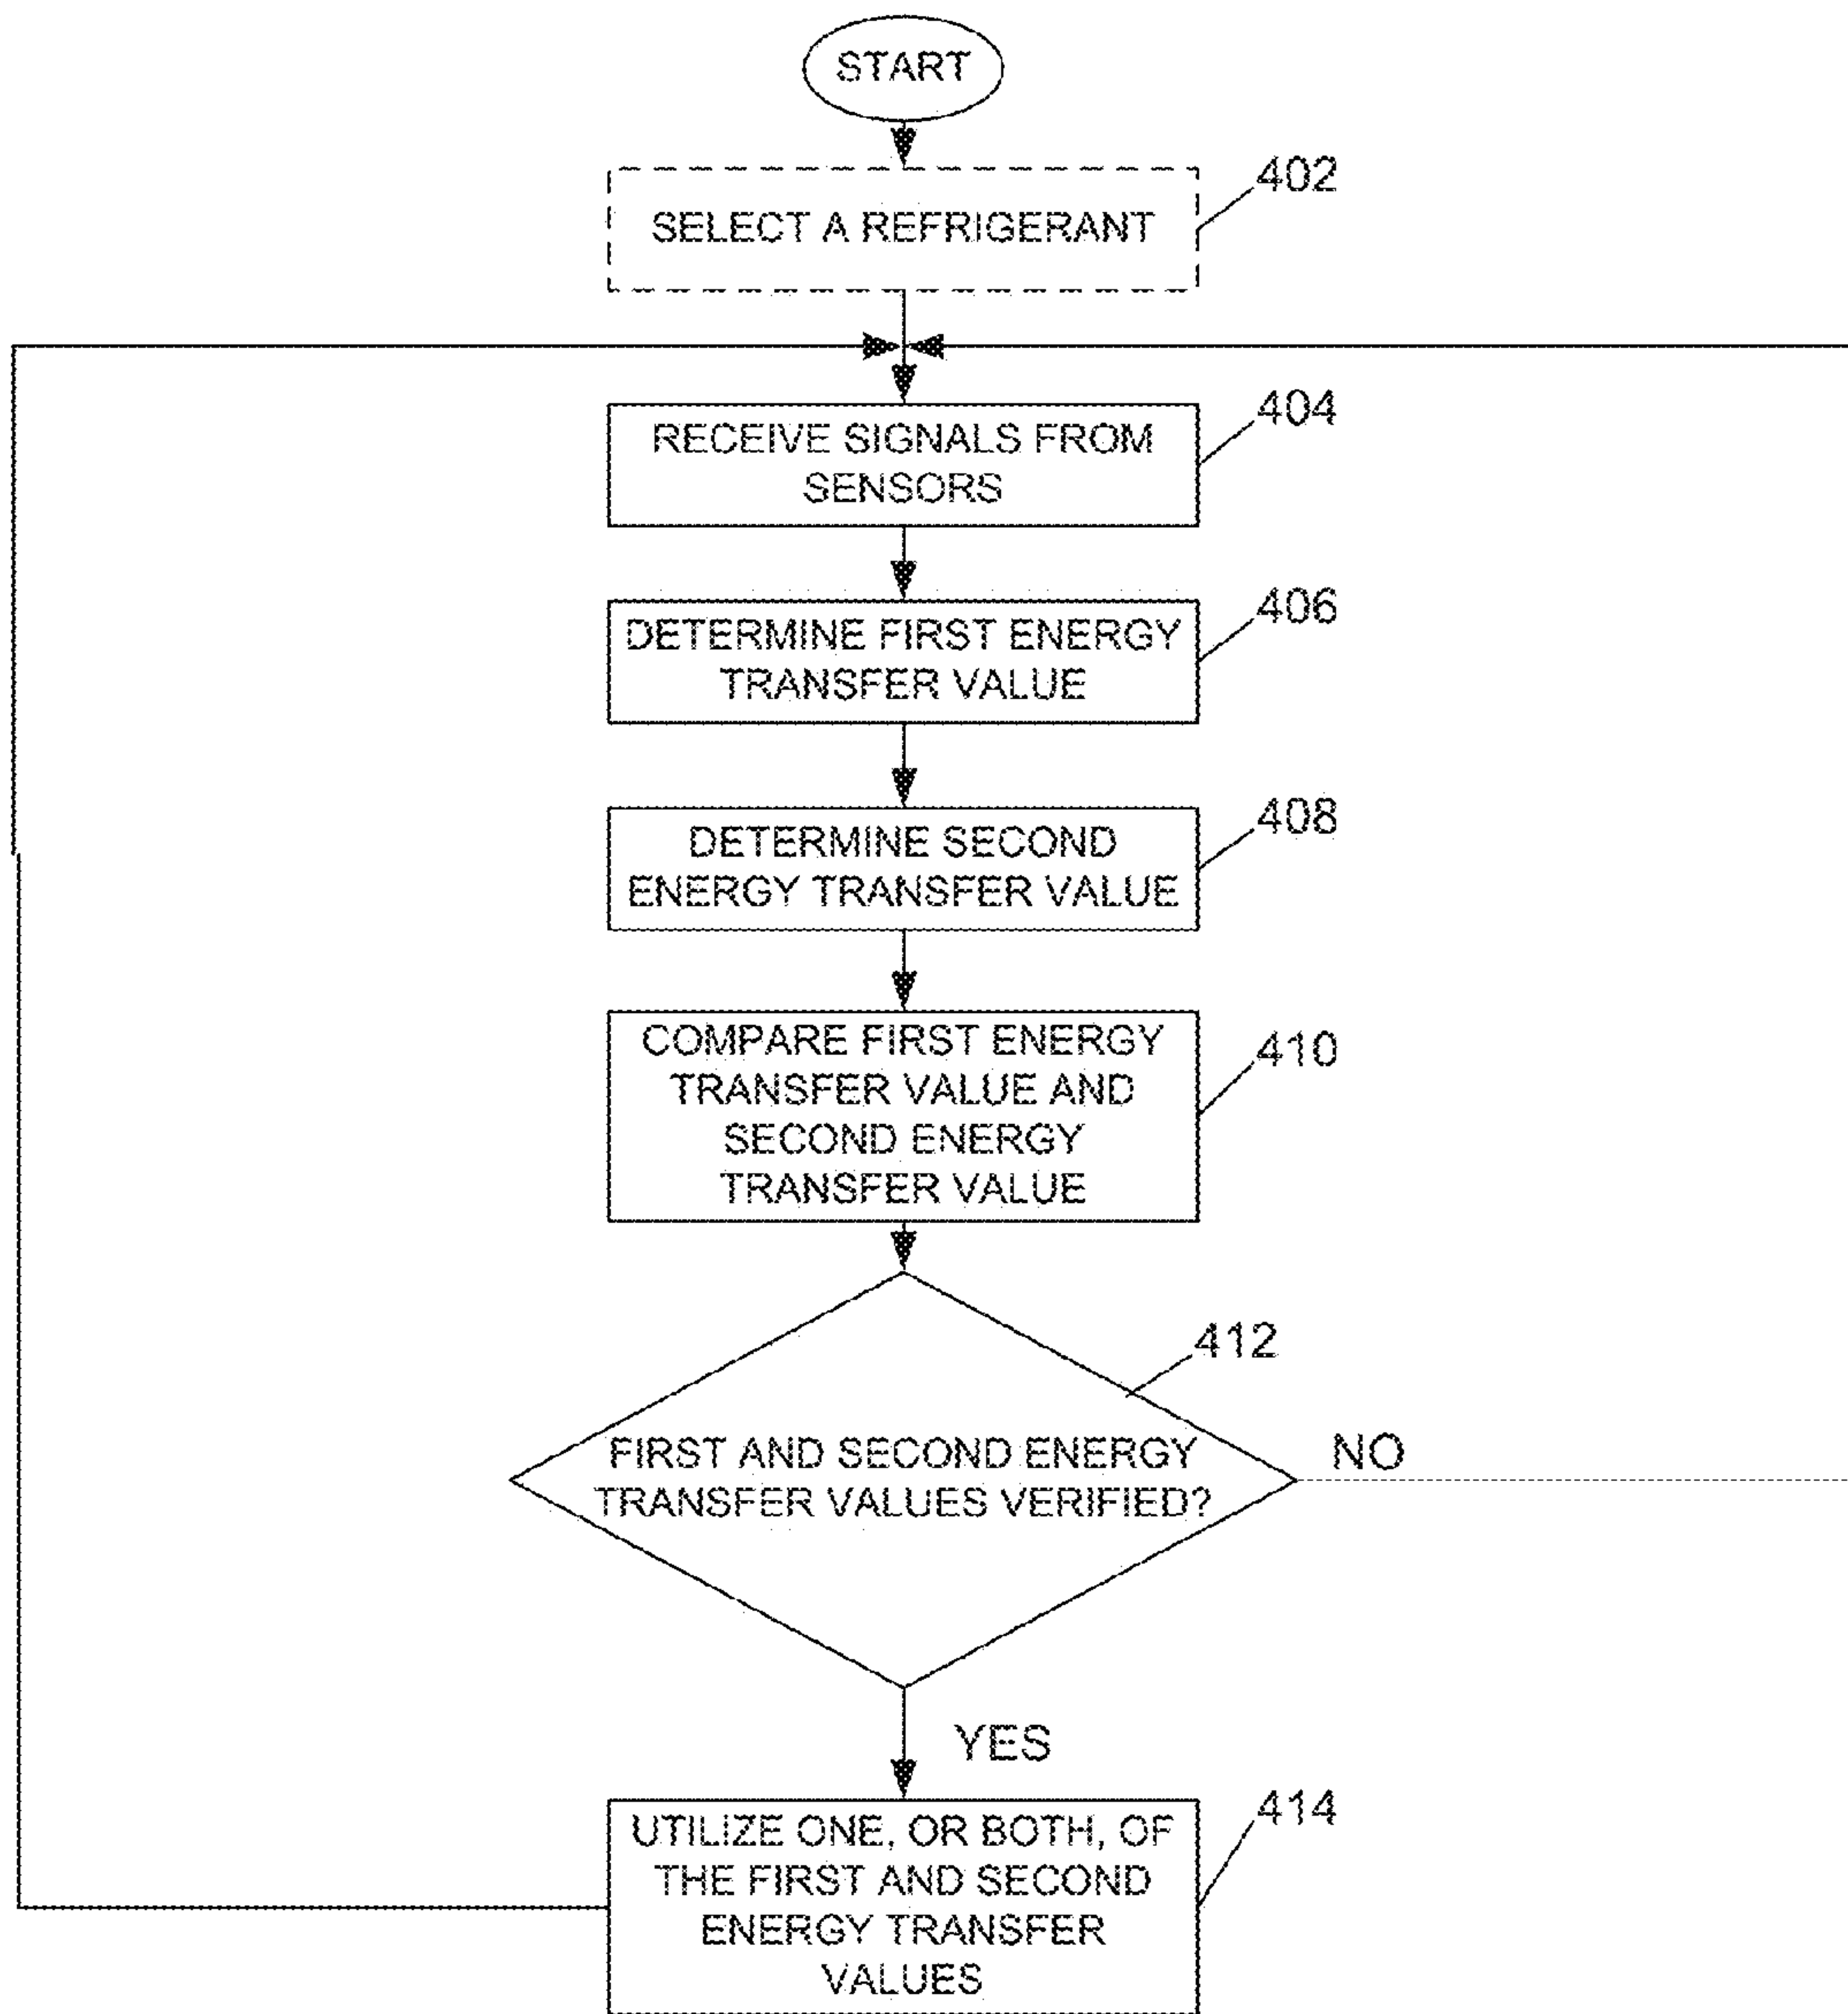 START
402
SELECT A REFRIGERANT
404
RECEIVE SIGNALS FROM
SENSORS
406
DETERMINE FIRST ENERGY
TRANSFER VALUE
408
DETERMINE SECOND
ENERGY TRANSFER VALUE
410
COMPARE FIRST ENERGY
TRANSFER VALUE AND
SECOND ENERGY
TRANSFER VALUE
412
FIRST AND SECOND ENERGY
TRANSFER VALUES VERIFIED?
NO
YES
414
UTILIZE ONE, OR BOTH, OF
THE FIRST AND SECOND
ENERGY TRANSFER
VALUES